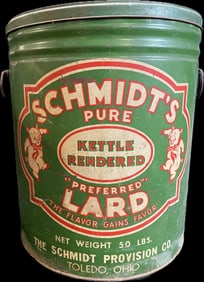 SCHMIDT'S
PURE
KETTLE
RENDERED
"PREFERRED"
LARD
THE FLAVOR GAINS FAVOR
NET WEIGHT 50 LBS.
THE SCHMIDT PROVISION CO.
TOLEDO, OHIO